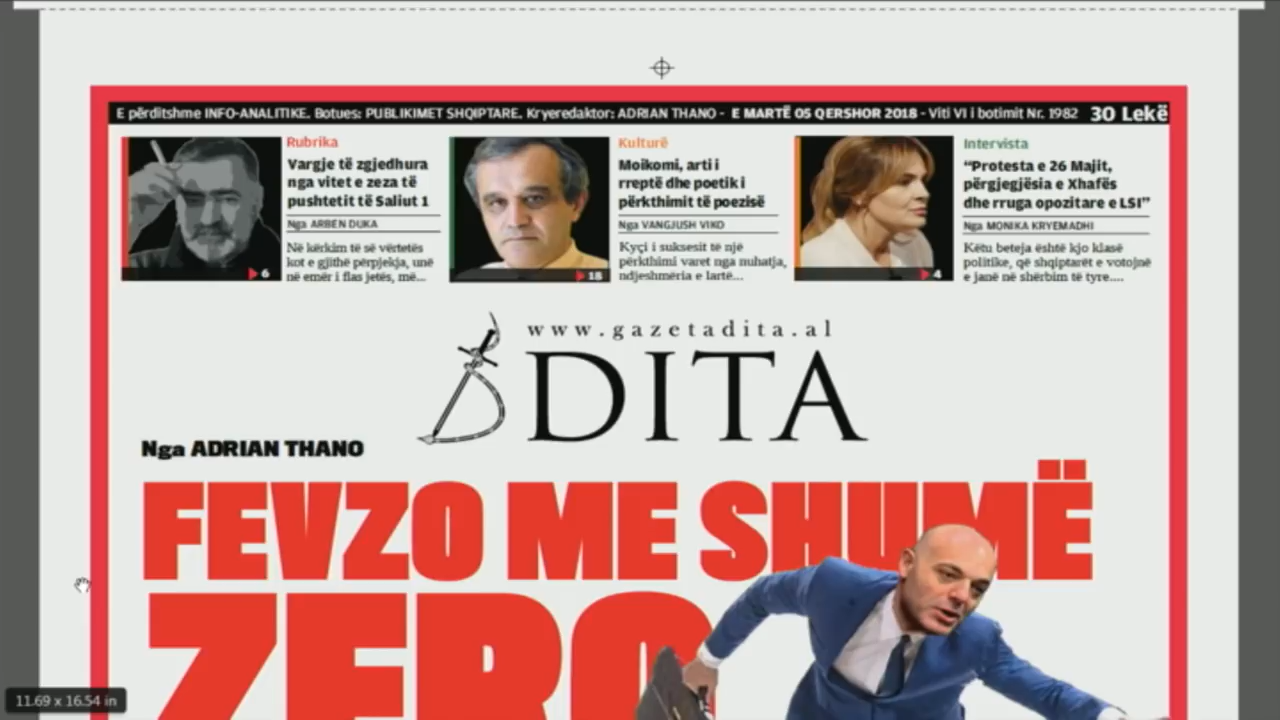 E përditshme INFO-ANALITIKE. Botues: PUBLIKIMET SHQIPTARE. Kryeredaktor: ADRIAN THANO - E MARTË 05 QERSHOR 2018 - Viti VI i botimit Nr. 1982 30 Lekë
Rubrika
Vargje të zgjedhura
nga vitet e zeza të
pushtetit të Saliut 1
Nga ARBEN DUKA
Në kërkim të së vërtetës
kot e gjithë përpjekja, unë
në emër i flas jetës, më...
6
Kulturë
Moikomi, arti i
rreptë dhe poetik i
përkthimit të poezisë
Nga VANGJUSH VIKO
Kyçi i suksesit të një
përkthimi varet nga nuhatja,
ndjeshmëria e lartë...
18
Intervista
“Protesta e 26 Majit,
përgjegjësia e Xhafës
dhe rruga opozitare e LSI”
Nga MONIKA KRYEMADHI
Këtu beteja është kjo klasë
politike, që shqiptarët e votojnë
e janë në shërbim të tyre....
4
www.gazetadita.al
DITA
Nga ADRIAN THANO
FEVZO ME SHUMË
ZERO
11.69 x 16.54 in